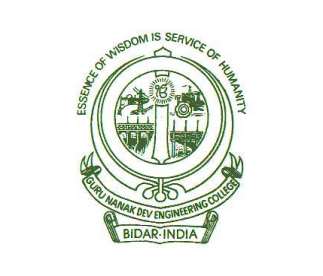 ESSENCE OF WISDOM IS SERVICE OF HUMANITY
ੴ
GURU NANAK DEV ENGINEERING COLLEGE
BIDAR-INDIA